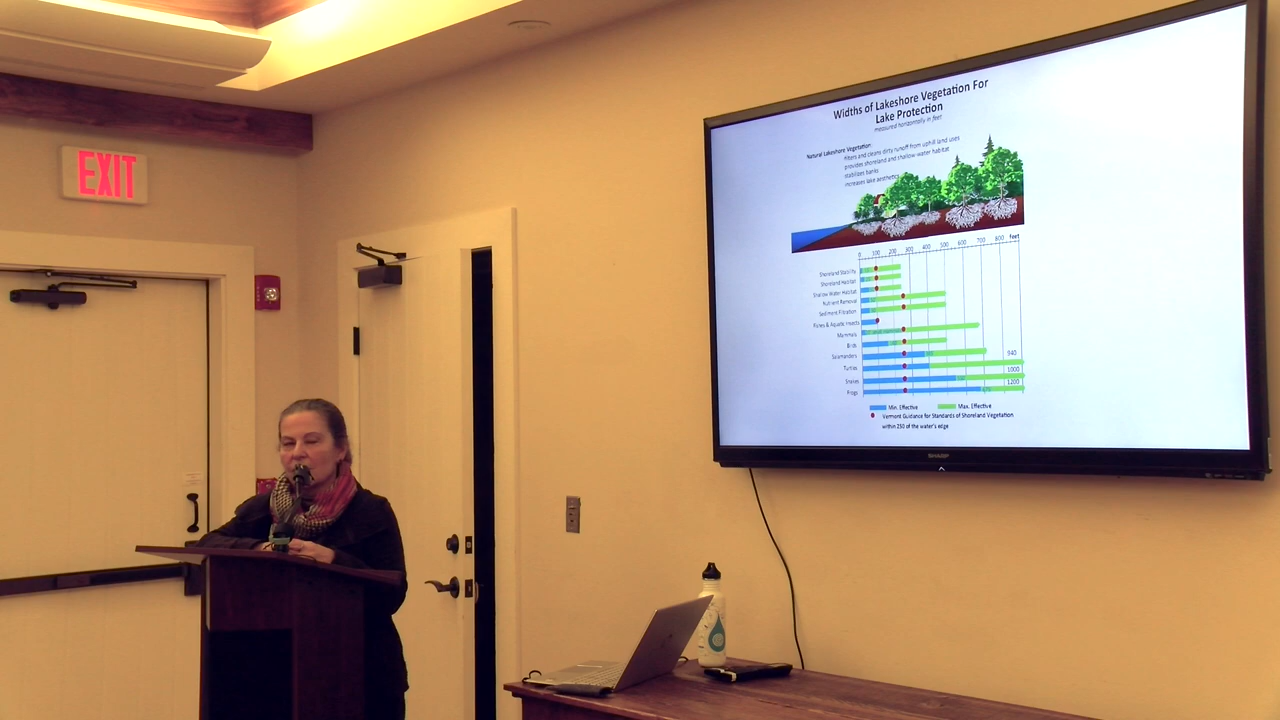 EXIT
Widths of Lakeshore Vegetation For
Lake Protection
measured horizontally in feet
Natural Lakeshore Vegetation:
filters and cleans dirty runoff from uphill land uses
provides shoreland and shallow-water habitat
stabilizes banks
increases lake aesthetics
0 100 200 300 400 500 600 700 800 feet
Shoreland Stability
Shoreland Habitat
Shallow Water Habitat
Nutrient Removal
Sediment Filtration
Fishes & Aquatic Insects
Mammals
Birds
Salamanders 940
Turtles 1000
Snakes 1200
Frogs
Min. Effective Max. Effective
Vermont Guidance for Standards of Shoreland Vegetation
within 250 of the water's edge
SHARP